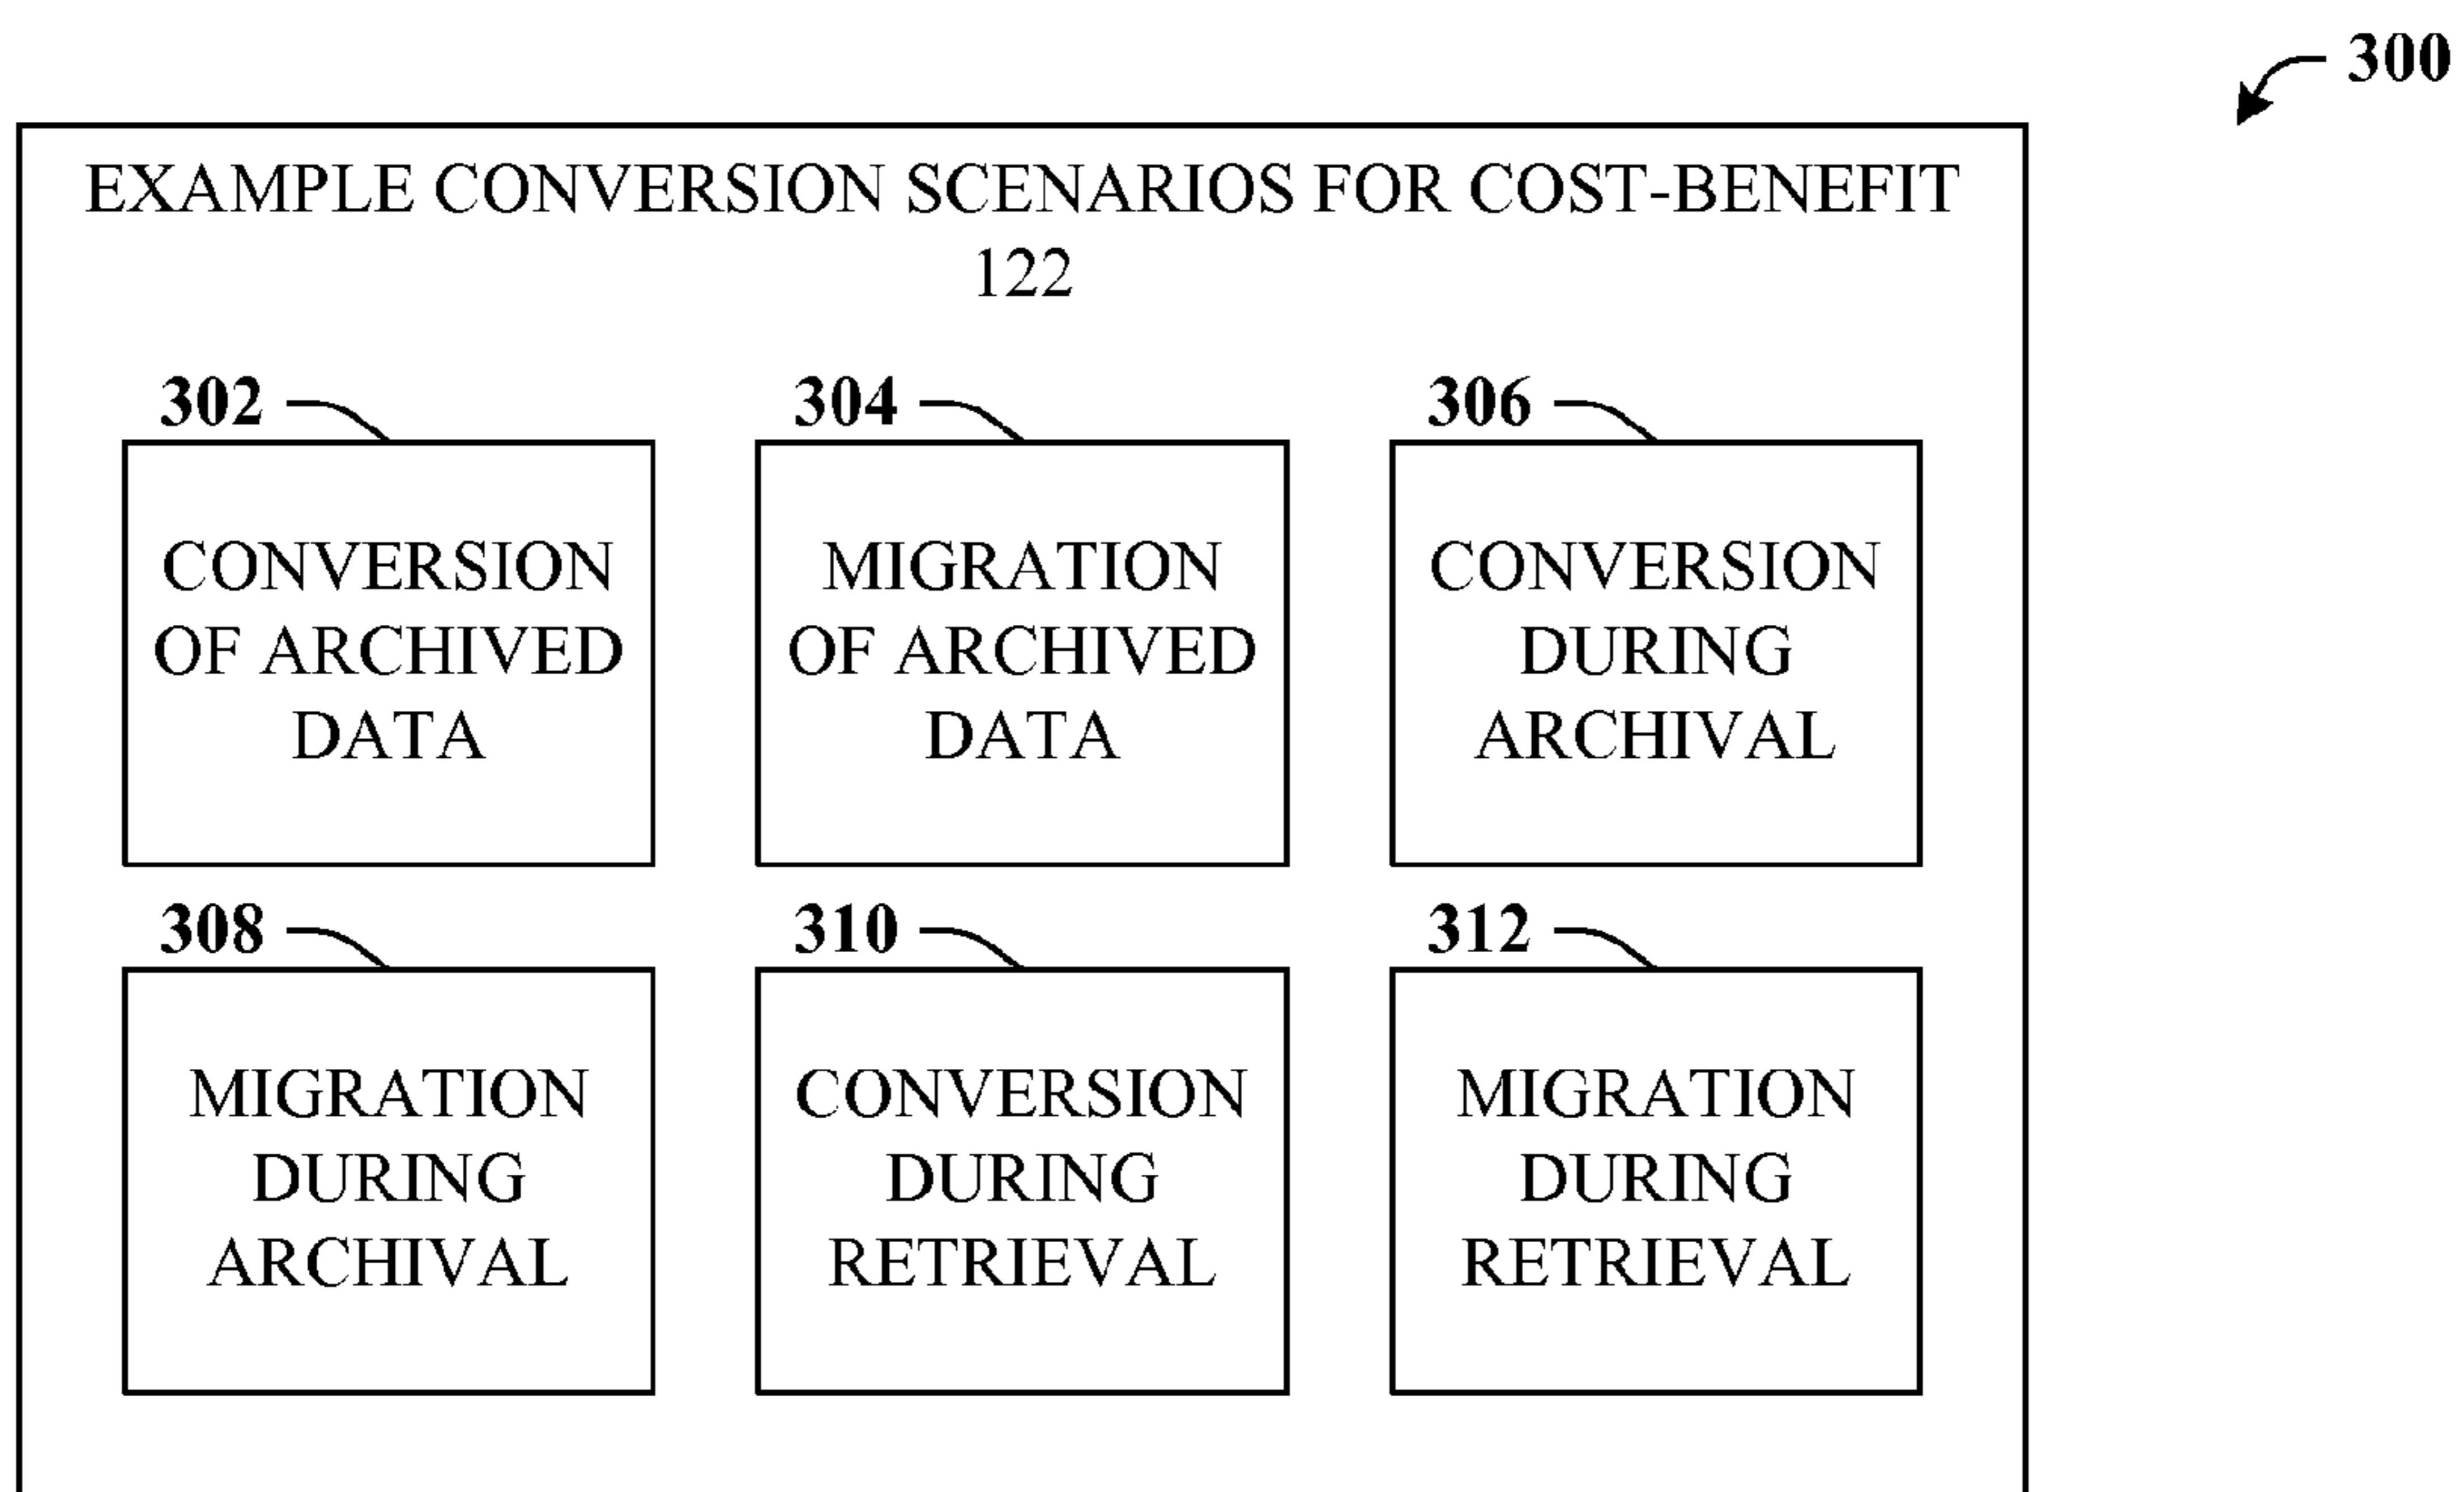 300
EXAMPLE CONVERSION SCENARIOS FOR COST-BENEFIT
122
302
CONVERSION
OF ARCHIVED
DATA
304
MIGRATION
OF ARCHIVED
DATA
306
CONVERSION
DURING
ARCHIVAL
308
MIGRATION
DURING
ARCHIVAL
310
CONVERSION
DURING
RETRIEVAL
312
MIGRATION
DURING
RETRIEVAL